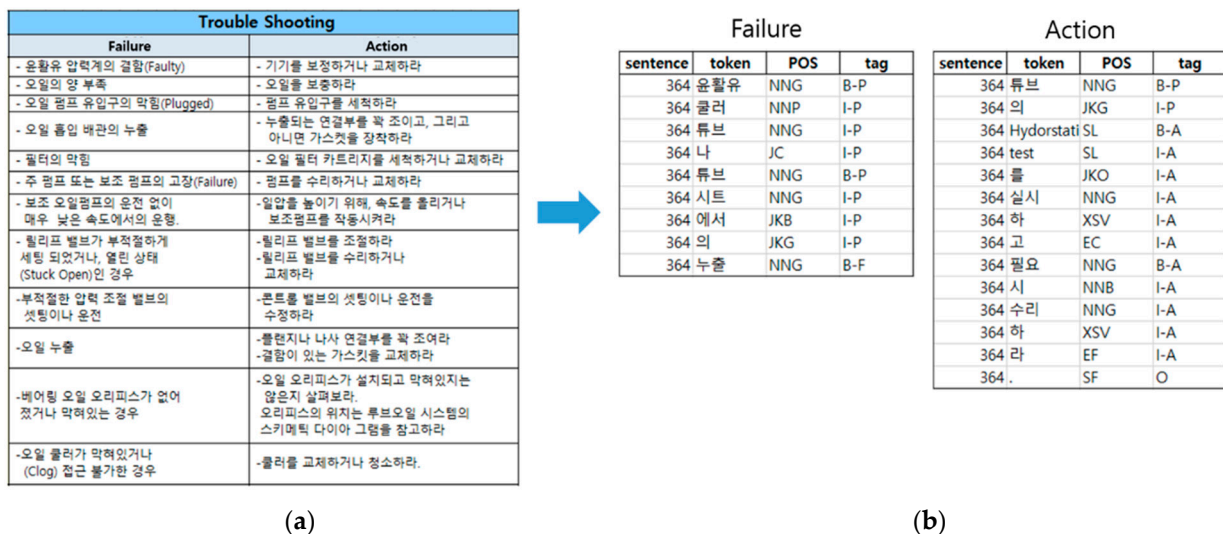 Trouble Shooting
Failure Action
- 윤활유 압력계의 결함(Faulty) - 기기를 보정하거나 교체하라
- 오일의 양 부족 - 오일을 보충하라
- 오일 펌프 유입구의 막힘(Plugged) - 펌프 유입구를 세척하라
- 오일 흡입 배관의 누출 - 누출되는 연결부를 꽉 조이고, 그리고
아니면 가스켓을 장착하라
- 필터의 막힘 - 오일 필터 카트리지를 세척하거나 교체하라
- 주 펌프 또는 보조 펌프의 고장(Failure) - 펌프를 수리하거나 교체하라
- 보조 오일펌프의 운전 없이 -일압을 높이기 위해, 속도를 올리거나
매우 낮은 속도에서의 운행. 보조펌프를 작동시켜라
- 릴리프 밸브가 부적절하게 -릴리프 밸브를 조절하라
세팅 되었거나, 열린 상태 -릴리프 밸브를 수리하거나
(Stuck Open)인 경우 교체하라
-부적절한 압력 조절 밸브의 -콘트롤 밸브의 셋팅이나 운전을
셋팅이나 운전 수정하라
-오일 누출 -플랜지나 나사 연결부를 꽉 조여라
-결함이 있는 가스킷을 교체하라
-베어링 오일 오리피스가 없어 -오일 오리피스가 설치되고 막혀있지는
졌거나 막혀있는 경우 않은지 살펴보라.
오리피스의 위치는 루브오일 시스템의
스키메틱 다이아 그램을 참고하라
-오일 쿨러가 막혀있거나 -쿨러를 교체하거나 청소하라.
(Clog) 접근 불가한 경우
(a)
Failure
sentence token POS tag
364 윤활유 NNG B-P
364 쿨러 NNP I-P
364 튜브 NNG I-P
364 나 JC I-P
364 튜브 NNG B-P
364 시트 NNG I-P
364 에서 JKB I-P
364 의 JKG I-P
364 누출 NNG B-F
Action
sentence token POS tag
364 튜브 NNG B-P
364 의 JKG I-P
364 Hydorstati SL B-A
364 test SL I-A
364 를 JKO I-A
364 실시 NNG I-A
364 하 XSV I-A
364 고 EC I-A
364 필요 NNG B-A
364 시 NNB I-A
364 수리 NNG I-A
364 하 XSV I-A
364 라 EF I-A
364 . SF O
(b)